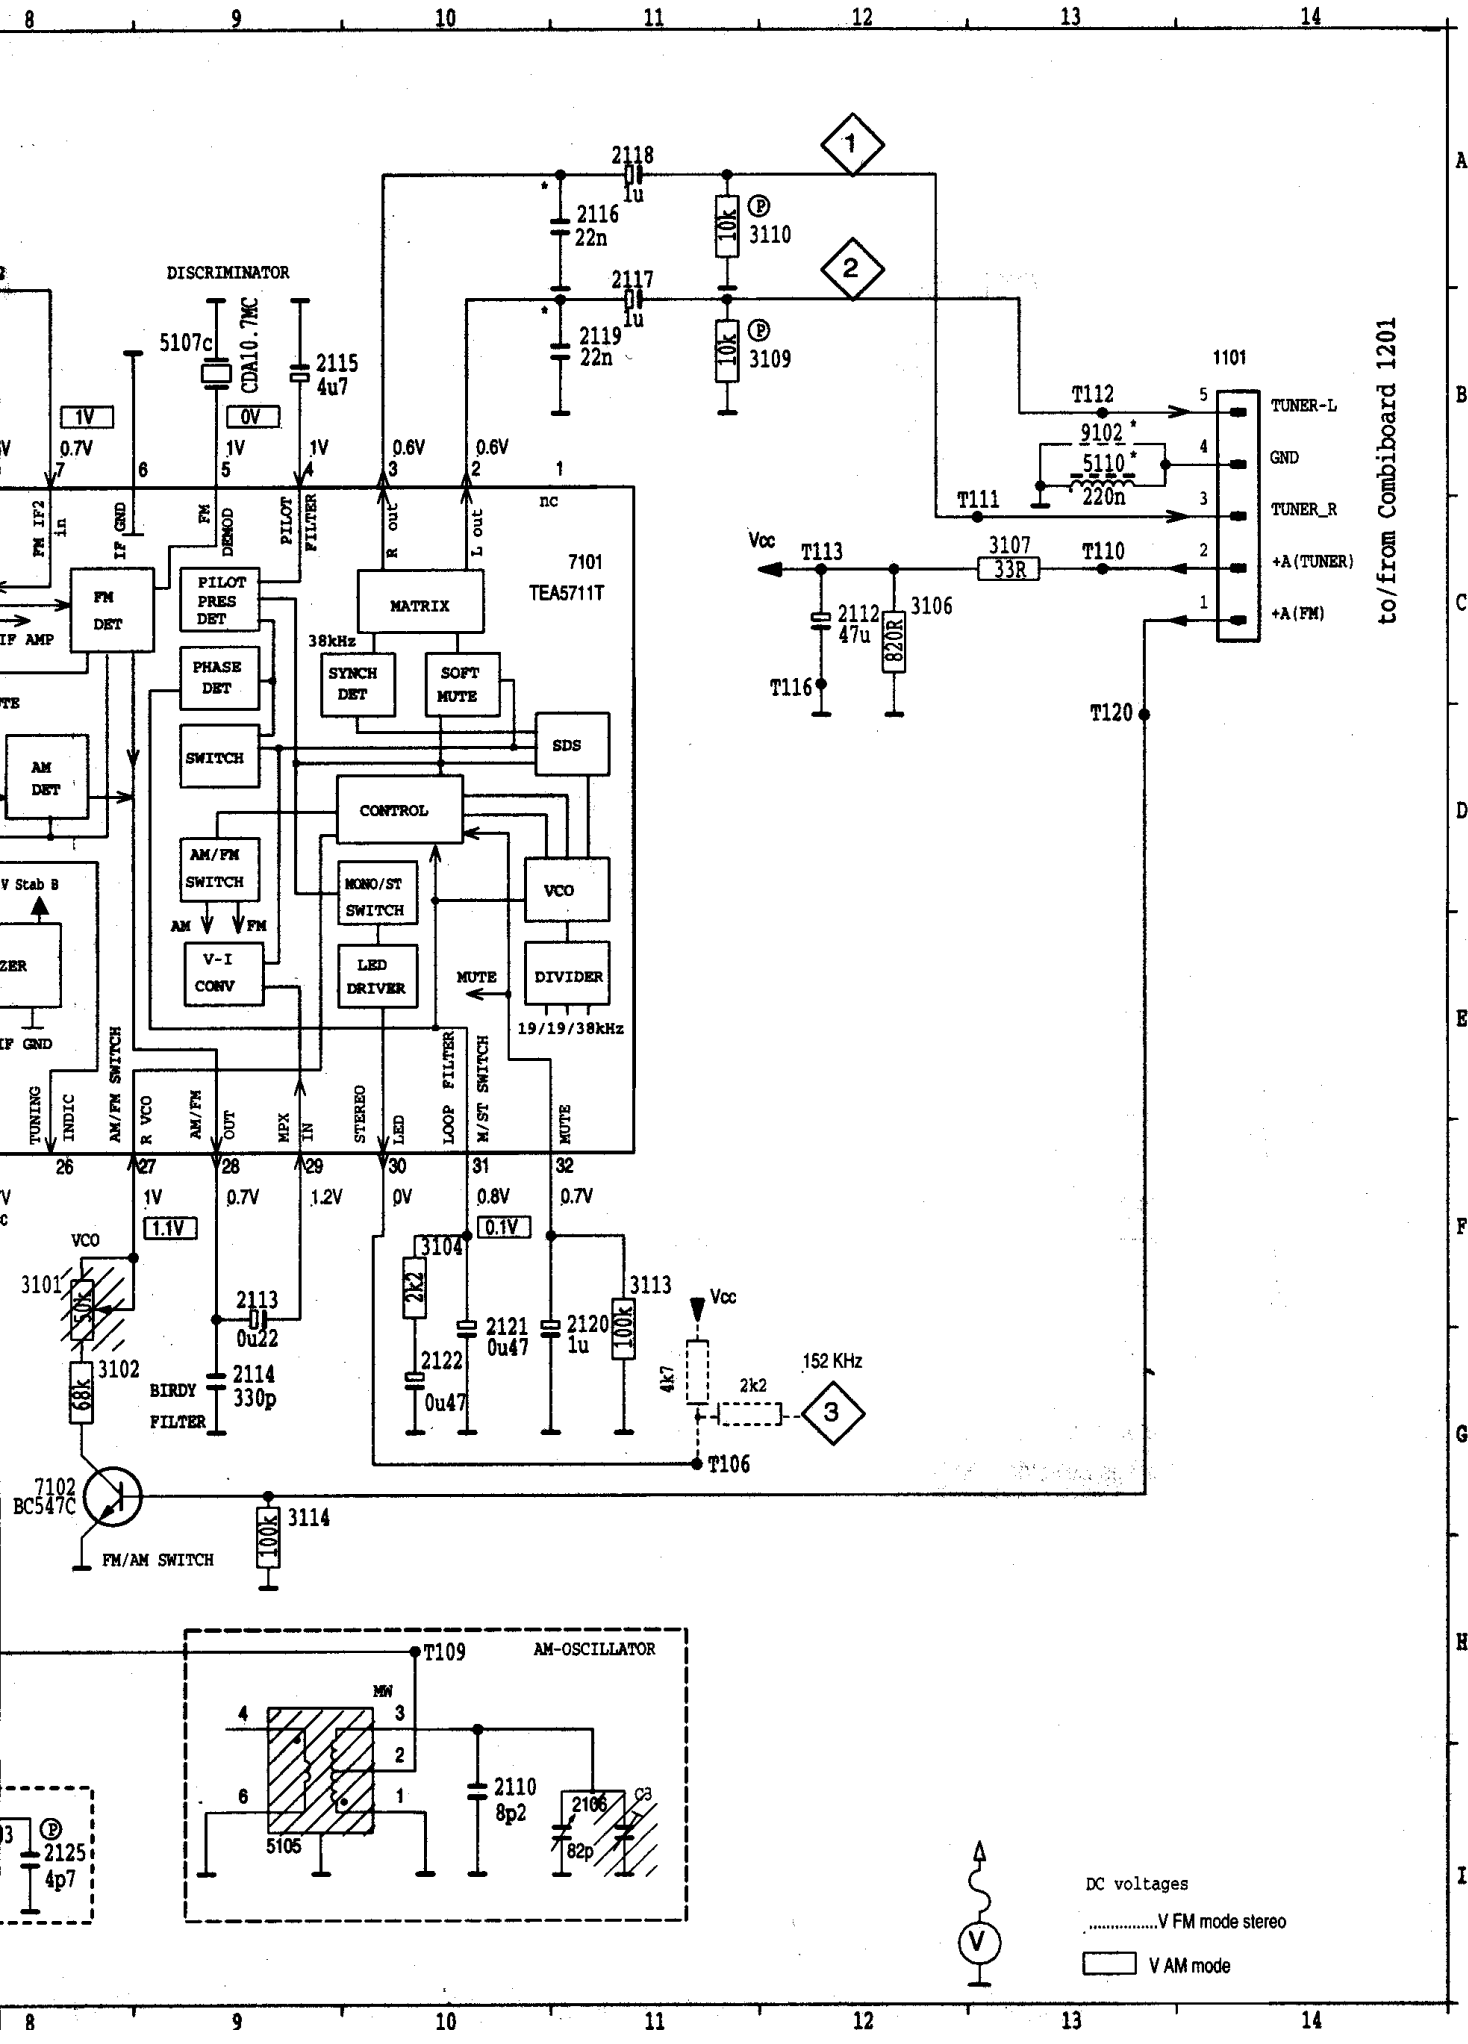 8 9 10 11 12 13 14
A
B
C
D
E
F
G
H
I
1
2118
1u
2116
22n
10k
P
3110
2
DISCRIMINATOR
2117
1u
5107c
CDA10.7MC
2115
4u7
2119
22n
10k
P
3109
1101
to/from Combiboard 1201
1V
0V
0.7V
1V
1V
0.6V
0.6V
7 6 5 4 3 2 1
T112
5
TUNER-L
9102 *
4
GND
5110 *
220n
T111
3
TUNER_R
FM IF2
in
IF GND
FM
DEMOD
PILOT
FILTER
R out
L out
nc
7101
TEA5711T
Vcc
T113
3107
33R
T110
2
+A(TUNER)
FM
DET
PILOT
PRES
DET
MATRIX
2112
47u
3106
820R
1
+A(FM)
IF AMP
38kHz
PHASE
DET
SYNCH
DET
SOFT
MUTE
T116
T120
SWITCH
SDS
AM
DET
CONTROL
AM/FM
SWITCH
MONO/ST
SWITCH
VCO
V Stab B
AM
FM
V-I
CONV
LED
DRIVER
MUTE
DIVIDER
19/19/38kHz
IF GND
TUNING
INDIC
AM/FM SWITCH
R VCO
AM/FM
OUT
MPX
IN
STEREO
LED
LOOP FILTER
M/ST SWITCH
MUTE
26 27 28 29 30 31 32
1V
0.7V
1.2V
0V
0.8V
0.7V
1.1V
0.1V
VCO
3101
50k
3104
2k2
3113
100k
Vcc
2113
0u22
2121
0u47
2120
1u
3102
68k
BIRDY
FILTER
2114
330p
2122
0u47
4k7
2k2
152 KHz
3
T106
7102
BC547C
3114
100k
FM/AM SWITCH
T109
AM-OSCILLATOR
MW
4
3
2
6
1
5105
2110
8p2
2106
82p
C3
P
2125
4p7
V
DC voltages
................V FM mode stereo
V AM mode
8 9 10 11 12 13 14